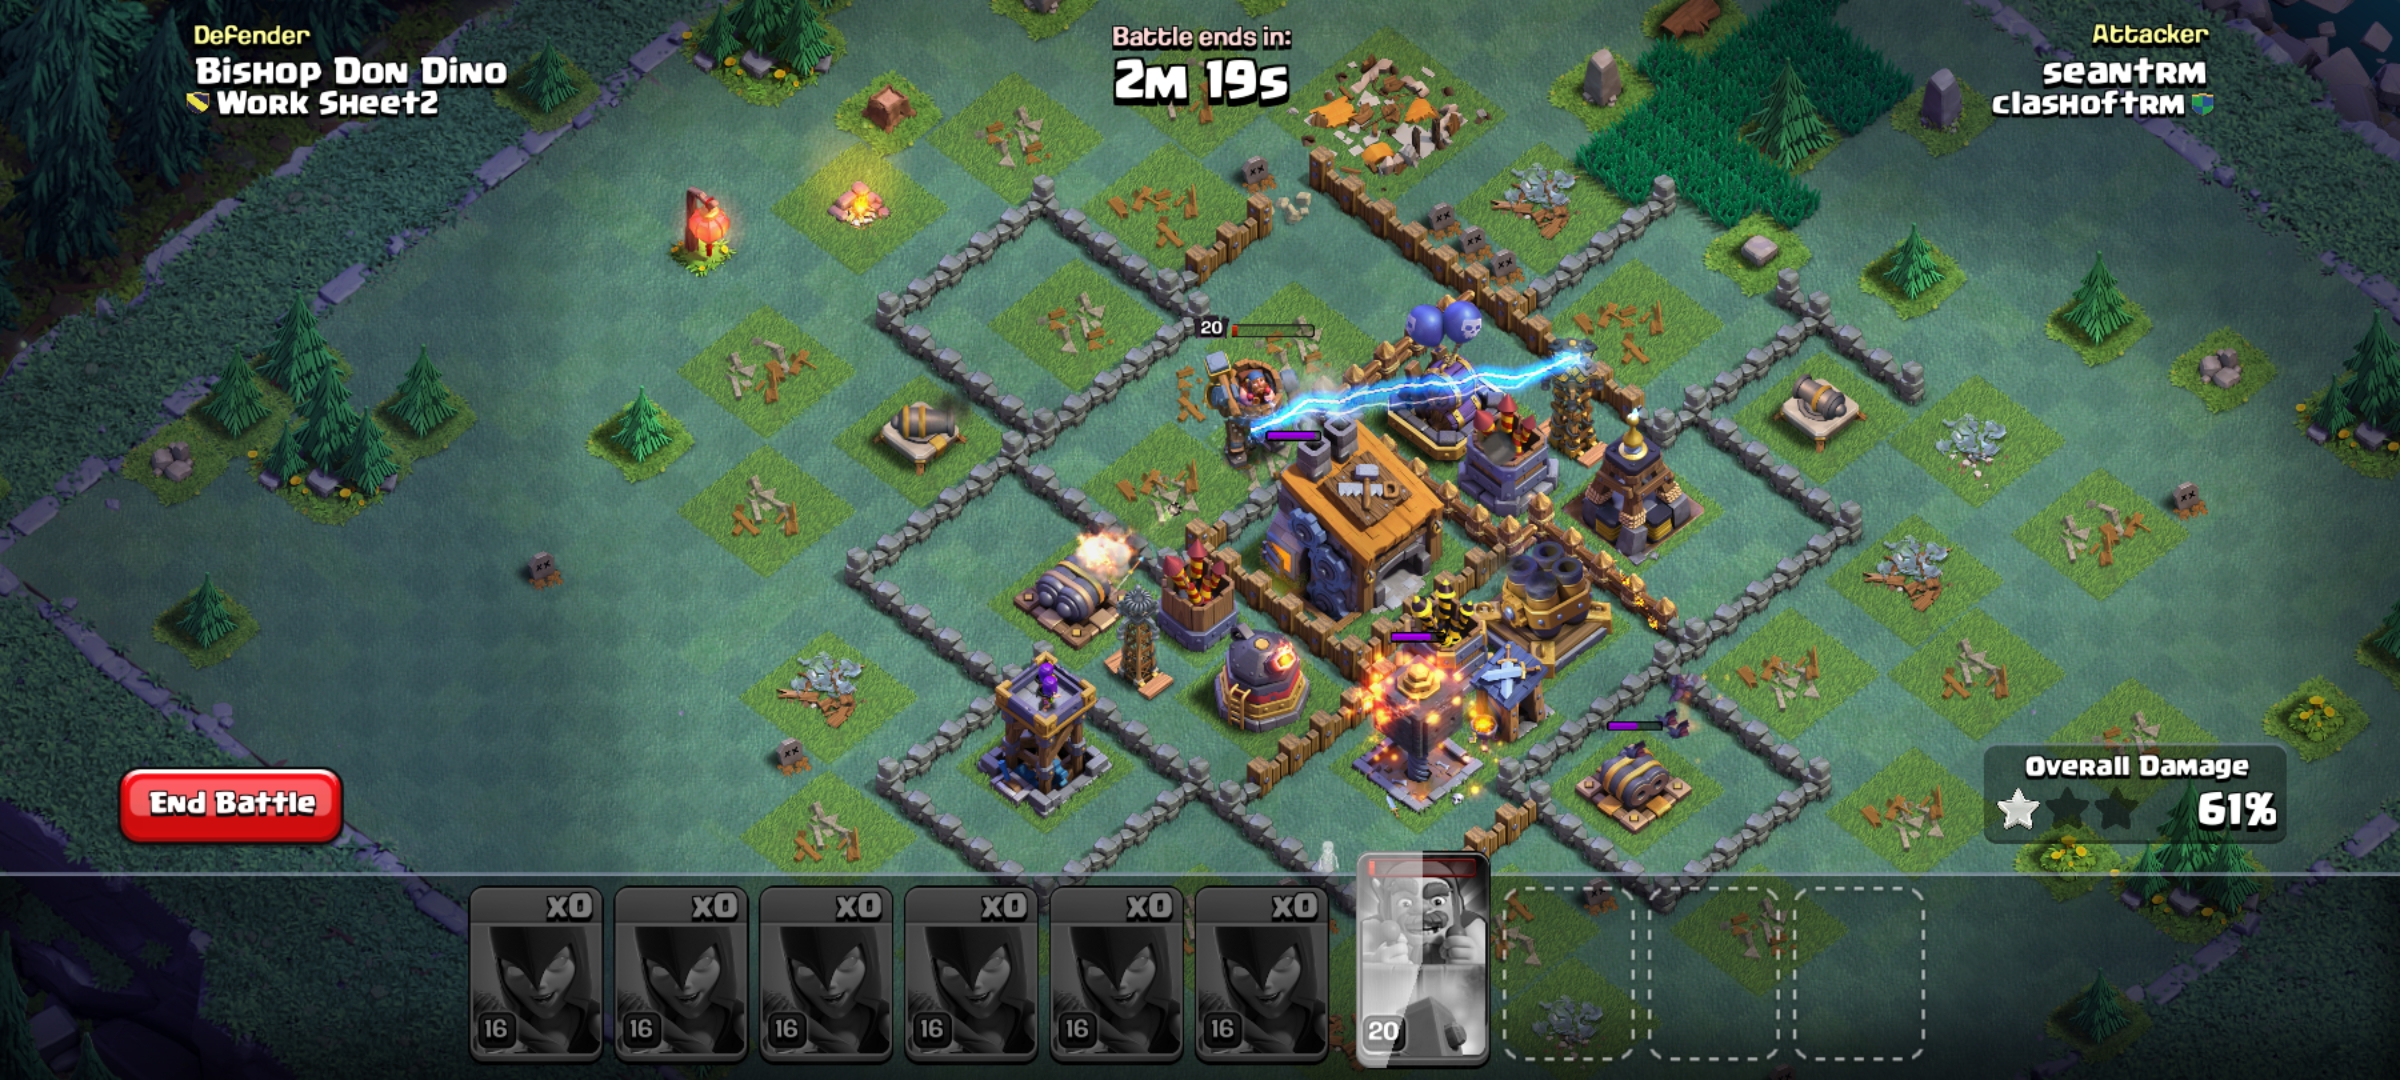 Defender
Bishop Don Dino
Work Sheet2
Battle ends in:
2M 19s
Attacker
seantrm
clashoftrm
20
End Battle
Overall Damage
61%
x0
x0
x0
x0
x0
x0
16
16
16
16
16
16
20